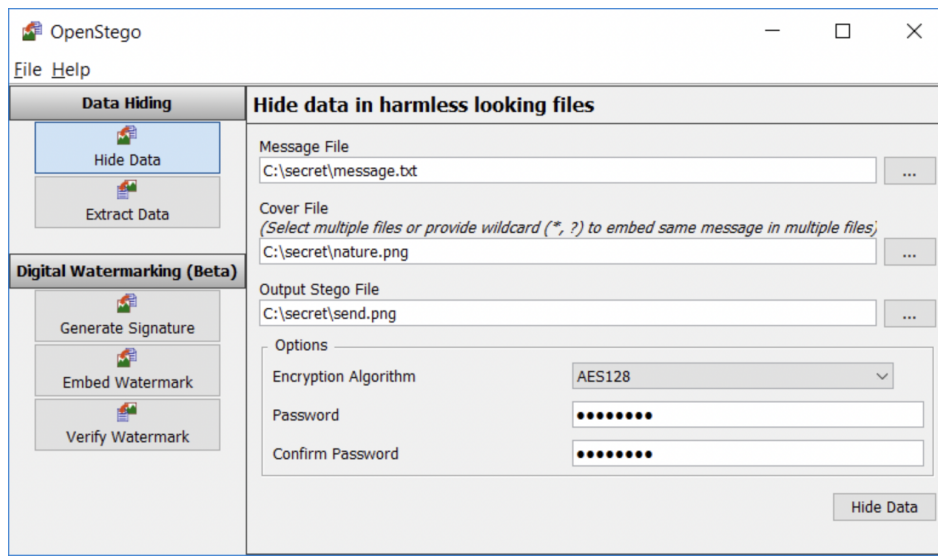 OpenStego
File Help
Data Hiding
Hide Data
Extract Data
Digital Watermarking (Beta)
Generate Signature
Embed Watermark
Verify Watermark
Hide data in harmless looking files
Message File
C:\secret\message.txt
...
Cover File
(Select multiple files or provide wildcard (*, ?) to embed same message in multiple files)
C:\secret\nature.png
...
Output Stego File
C:\secret\send.png
...
Options
Encryption Algorithm AES128
Password ●●●●●●●●
Confirm Password ●●●●●●●●
Hide Data